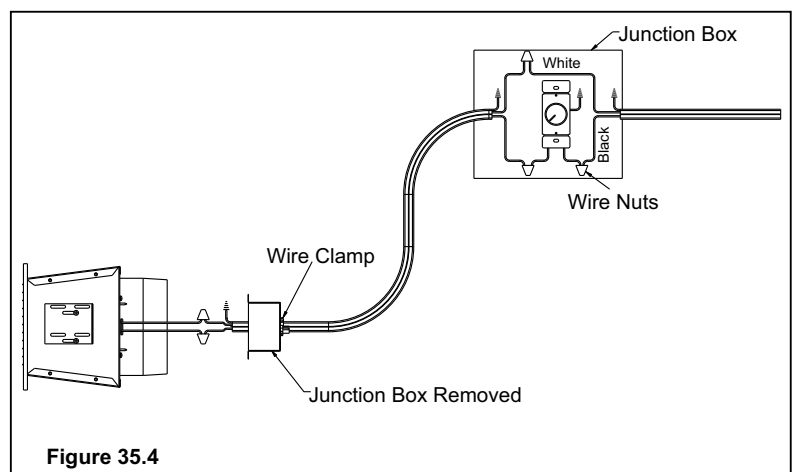 Junction Box
White
Black
Wire Nuts
Wire Clamp
Junction Box Removed
Figure 35.4